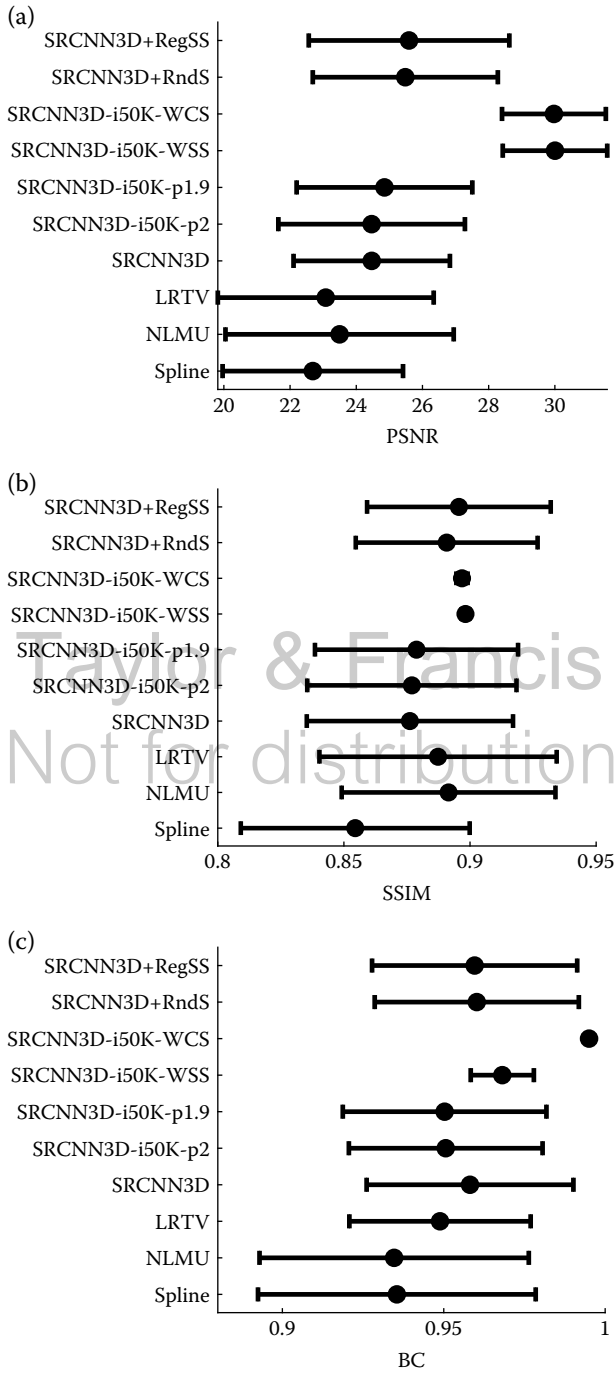 (a)
SRCNN3D+RegSS
SRCNN3D+RndS
SRCNN3D-i50K-WCS
SRCNN3D-i50K-WSS
SRCNN3D-i50K-p1.9
SRCNN3D-i50K-p2
SRCNN3D
LRTV
NLMU
Spline
20 22 24 26 28 30
PSNR
(b)
SRCNN3D+RegSS
SRCNN3D+RndS
SRCNN3D-i50K-WCS
SRCNN3D-i50K-WSS
SRCNN3D-i50K-p1.9
SRCNN3D-i50K-p2
SRCNN3D
LRTV
NLMU
Spline
0.8 0.85 0.9 0.95
SSIM
Taylor & Francis
Not for distribution
(c)
SRCNN3D+RegSS
SRCNN3D+RndS
SRCNN3D-i50K-WCS
SRCNN3D-i50K-WSS
SRCNN3D-i50K-p1.9
SRCNN3D-i50K-p2
SRCNN3D
LRTV
NLMU
Spline
0.9 0.95 1
BC